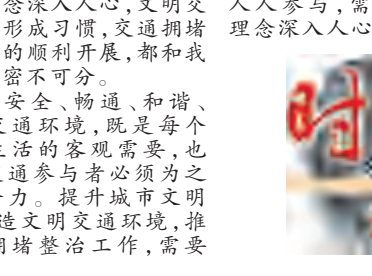 念深入人心,文明交
形成习惯,交通拥堵
的顺利开展,都和我
密不可分。
安全、畅通、和谐、
交通环境,既是每个
生活的客观需要,也
通参与者必须为之
力。提升城市文明
造文明交通环境,推
拥堵整治工作,需要
人人参与,需
理念深入人心
时